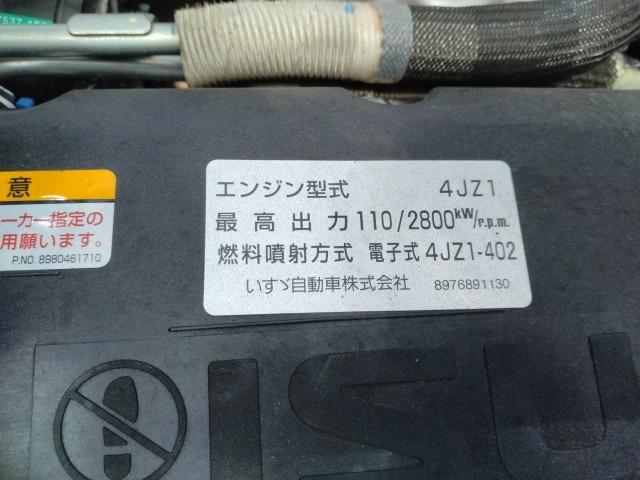 意
ーカー指定の
用願います。
P.NO. 8980461710
エンジン型式 4JZ1
最高出力 110/2800kW/r.p.m.
燃料噴射方式 電子式 4JZ1-402
いすゞ自動車株式会社 8976891130
ISUZU